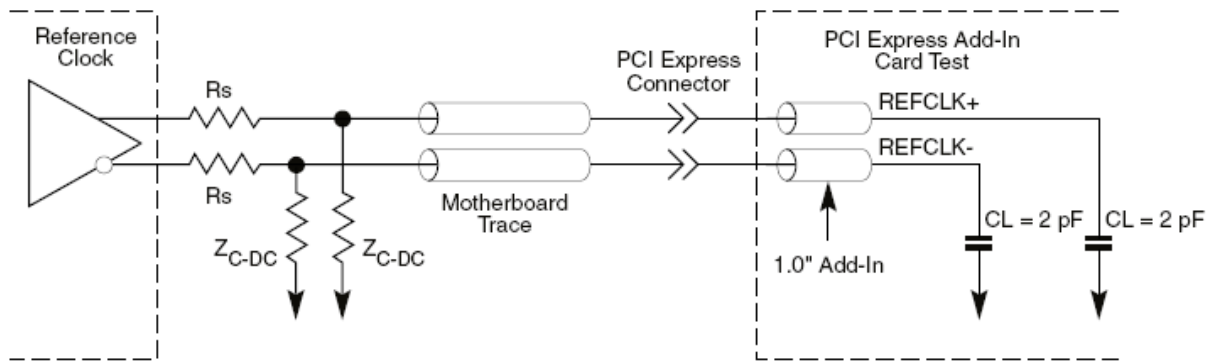 Reference
Clock
Rs
Rs
Z_C-DC
Z_C-DC
Motherboard
Trace
PCI Express
Connector
PCI Express Add-In
Card Test
REFCLK+
REFCLK-
1.0" Add-In
CL = 2 pF
CL = 2 pF